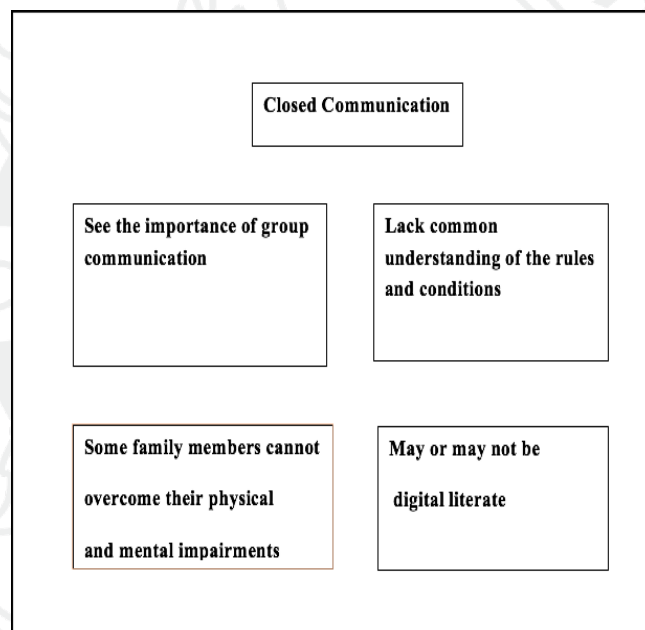 Closed Communication
See the importance of group
communication
Lack common
understanding of the rules
and conditions
Some family members cannot
overcome their physical
and mental impairments
May or may not be
digital literate